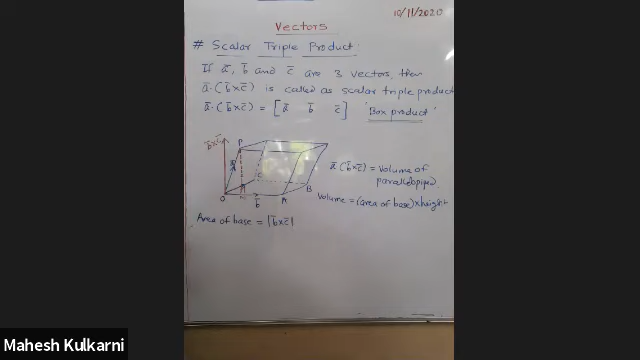 10/11/2020
Vectors
# Scalar Triple Product:
If a̅, b̅ and c̅ are 3 vectors, then
a̅·(b̅×c̅) is called as scalar triple product
a̅·(b̅×c̅) = [a̅ b̅ c̅] 'Box product'
b̅×c̅
P
a̅·(b̅×c̅) = Volume of
parallelopiped
C
B
O
b̅
A
Volume = (area of base)×height
Area of base = |b̅×c̅|
Mahesh Kulkarni